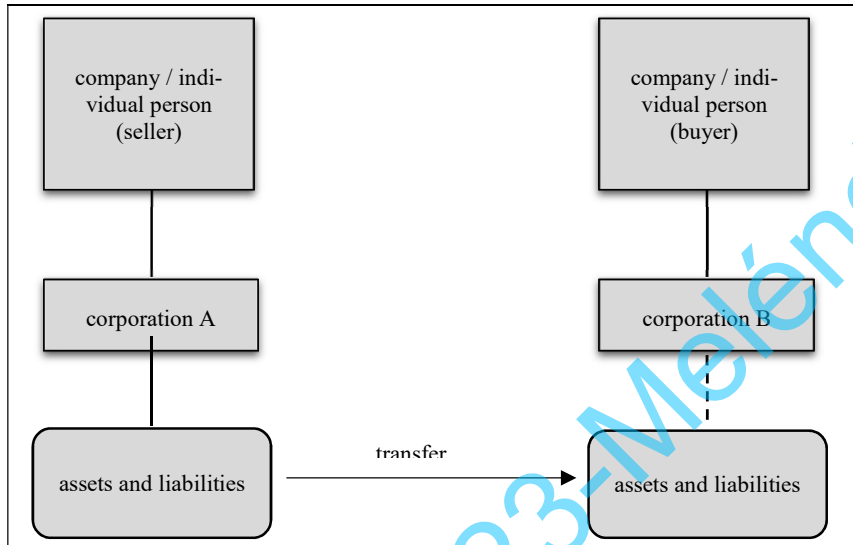 company / indi-
vidual person
(seller)
company / indi-
vidual person
(buyer)
corporation A
corporation B
transfer
assets and liabilities
assets and liabilities